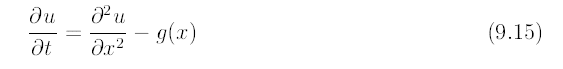 ∂u/∂t = ∂²u/∂x² − g(x) (9.15)